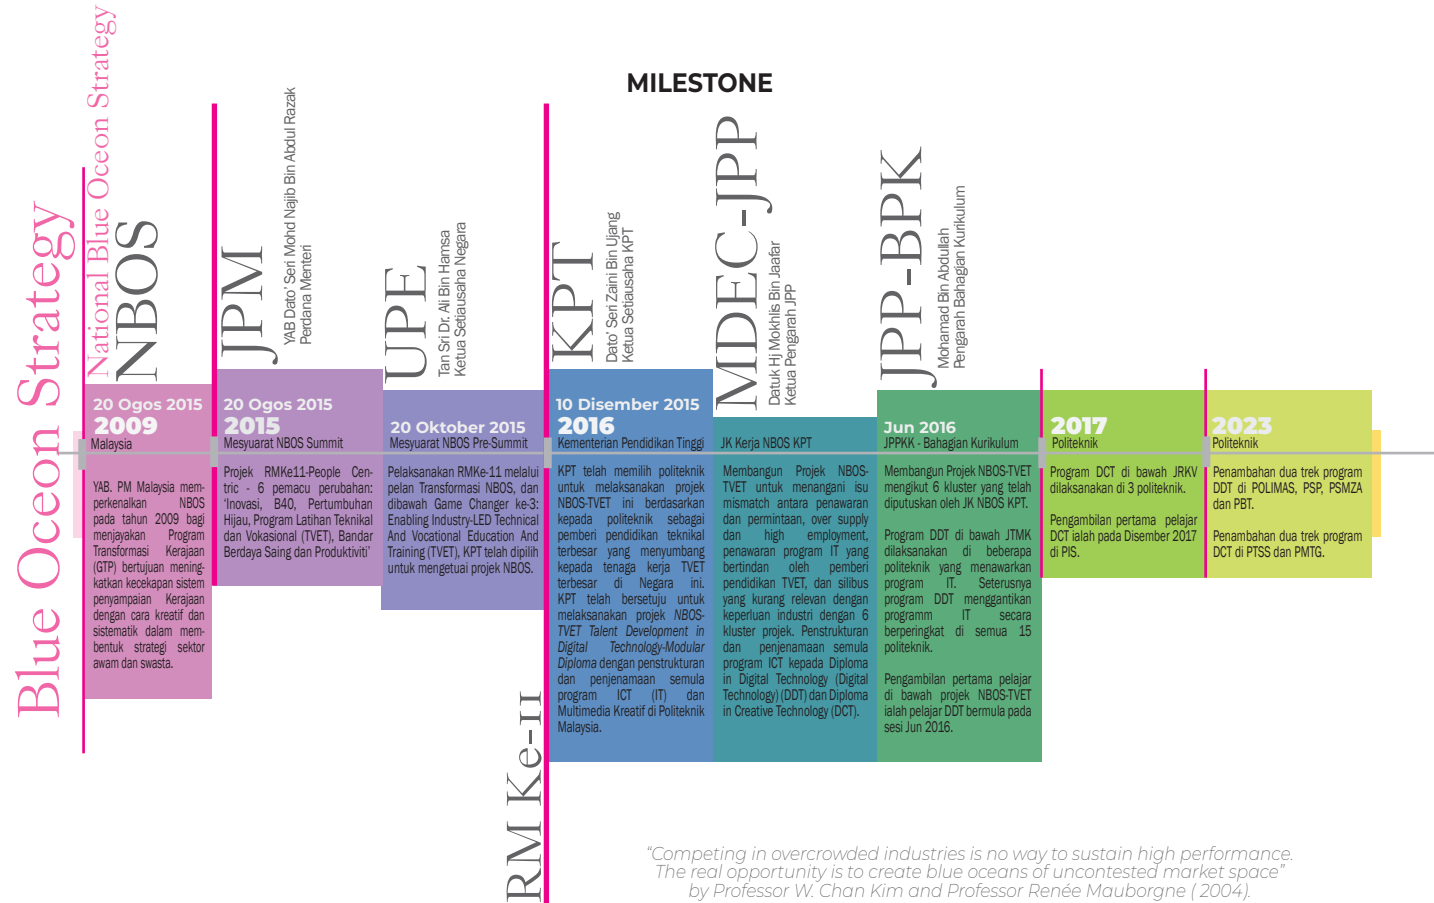 MILESTONE
Blue Oceon Strategy
National Blue Oceon Strategy
NBOS
20 Ogos 2015
2009
Malaysia
YAB. PM Malaysia mem-
perkenalkan NBOS
pada tahun 2009 bagi
menjayakan Program
Transformasi Kerajaan
(GTP) bertujuan mening-
katkan kecekapan sistem
penyampaian Kerajaan
dengan cara kreatif dan
sistematik dalam mem-
bentuk strategi sektor
awam dan swasta.
JPM
YAB Dato' Seri Mohd Najib Bin Abdul Razak
Perdana Menteri
20 Ogos 2015
2015
Mesyuarat NBOS Summit
Projek RMKe11-People Cen-
tric - 6 pemacu perubahan:
'Inovasi, B40, Pertumbuhan
Hijau, Program Latihan Teknikal
dan Vokasional (TVET), Bandar
Berdaya Saing dan Produktiviti'
UPE
Tan Sri Dr. Ali Bin Hamsa
Ketua Setiausaha Negara
20 Oktober 2015
Mesyuarat NBOS Pre-Summit
Pelaksanakan RMKe-11 melalui
pelan Transformasi NBOS, dan
dibawah Game Changer ke-3:
Enabling Industry-LED Technical
And Vocational Education And
Training (TVET), KPT telah dipilih
untuk mengetuai projek NBOS.
RM Ke-11
KPT
Dato' Seri Zaini Bin Ujang
Ketua Setiausaha KPT
10 Disember 2015
2016
Kementerian Pendidikan Tinggi
KPT telah memilih politeknik
untuk melaksanakan projek
NBOS-TVET ini berdasarkan
kepada politeknik sebagai
pemberi pendidikan teknikal
terbesar yang menyumbang
kepada tenaga kerja TVET
terbesar di Negara ini.
KPT telah bersetuju untuk
melaksanakan projek NBOS-
TVET Talent Development in
Digital Technology-Modular
Diploma dengan penstrukturan
dan penjenamaan semula
program ICT (IT) dan
Multimedia Kreatif di Politeknik
Malaysia.
MDEC-JPP
Datuk Hj Mokhlis Bin Jaafar
Ketua Pengarah JPP
JK Kerja NBOS KPT
Membangun Projek NBOS-
TVET untuk menangani isu
mismatch antara penawaran
dan permintaan, over supply
dan high employment,
penawaran program IT yang
bertindan oleh pemberi
pendidikan TVET, dan silibus
yang kurang relevan dengan
keperluan industri dengan 6
kluster projek. Penstrukturan
dan penjenamaan semula
program ICT kepada Diploma
in Digital Technology (Digital
Technology) (DDT) dan Diploma
in Creative Technology (DCT).
JPP-BPK
Mohamad Bin Abdullah
Pengarah Bahagian Kurikulum
Jun 2016
JPPKK - Bahagian Kurikulum
Membangun Projek NBOS-TVET
mengikut 6 kluster yang telah
diputuskan oleh JK NBOS KPT.
Program DDT di bawah JTMK
dilaksanakan di beberapa
politeknik yang menawarkan
program IT. Seterusnya
program DDT menggantikan
programm IT secara
berperingkat di semua 15
politeknik.
Pengambilan pertama pelajar
di bawah projek NBOS-TVET
ialah pelajar DDT bermula pada
sesi Jun 2016.
2017
Politeknik
Program DCT di bawah JRKV
dilaksanakan di 3 politeknik.
Pengambilan pertama pelajar
DCT ialah pada Disember 2017
di PIS.
2023
Politeknik
Penambahan dua trek program
DDT di POLIMAS, PSP, PSMZA
dan PBT.
Penambahan dua trek program
DCT di PTSS dan PMTG.
"Competing in overcrowded industries is no way to sustain high performance.
The real opportunity is to create blue oceans of uncontested market space"
by Professor W. Chan Kim and Professor Renée Mauborgne ( 2004).